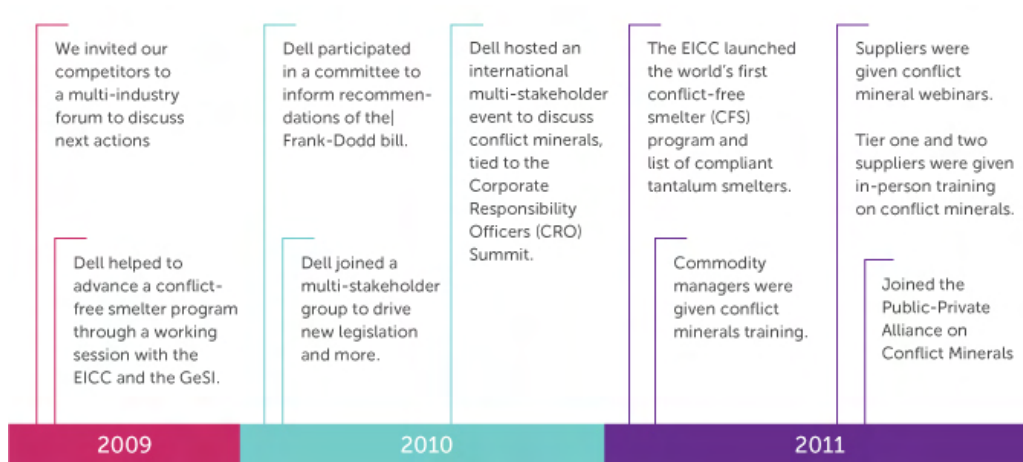 We invited our
competitors to
a multi-industry
forum to discuss
next actions
Dell helped to
advance a conflict-
free smelter program
through a working
session with the
EICC and the GeSI.
Dell participated
in a committee to
inform recommen-
dations of the|
Frank-Dodd bill.
Dell joined a
multi-stakeholder
group to drive
new legislation
and more.
Dell hosted an
international
multi-stakeholder
event to discuss
conflict minerals,
tied to the
Corporate
Responsibility
Officers (CRO)
Summit.
The EICC launched
the world's first
conflict-free
smelter (CFS)
program and
list of compliant
tantalum smelters.
Commodity
managers were
given conflict
minerals training.
Suppliers were
given conflict
mineral webinars.
Tier one and two
suppliers were given
in-person training
on conflict minerals.
Joined the
Public-Private
Alliance on
Conflict Minerals
2009
2010
2011